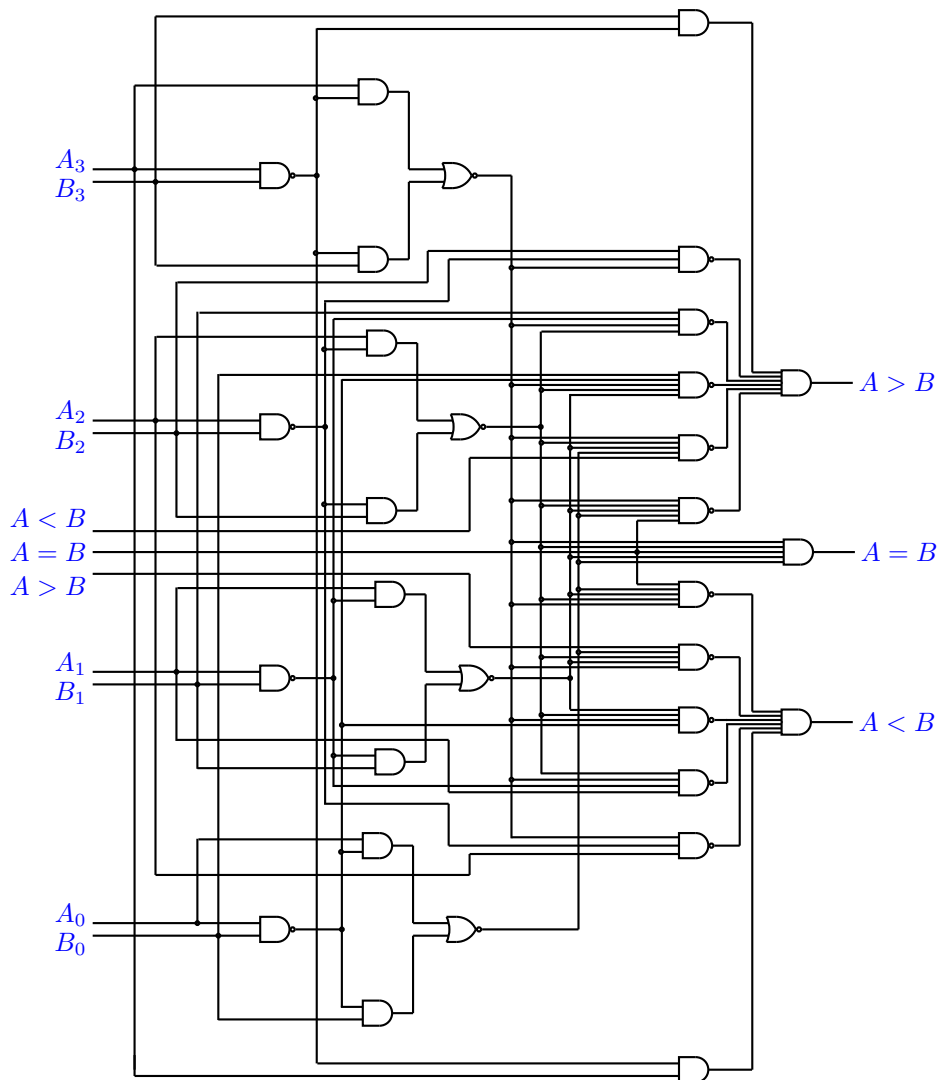 A₃
B₃
A > B
A₂
B₂
A < B
A = B
A = B
A > B
A₁
B₁
A < B
A₀
B₀